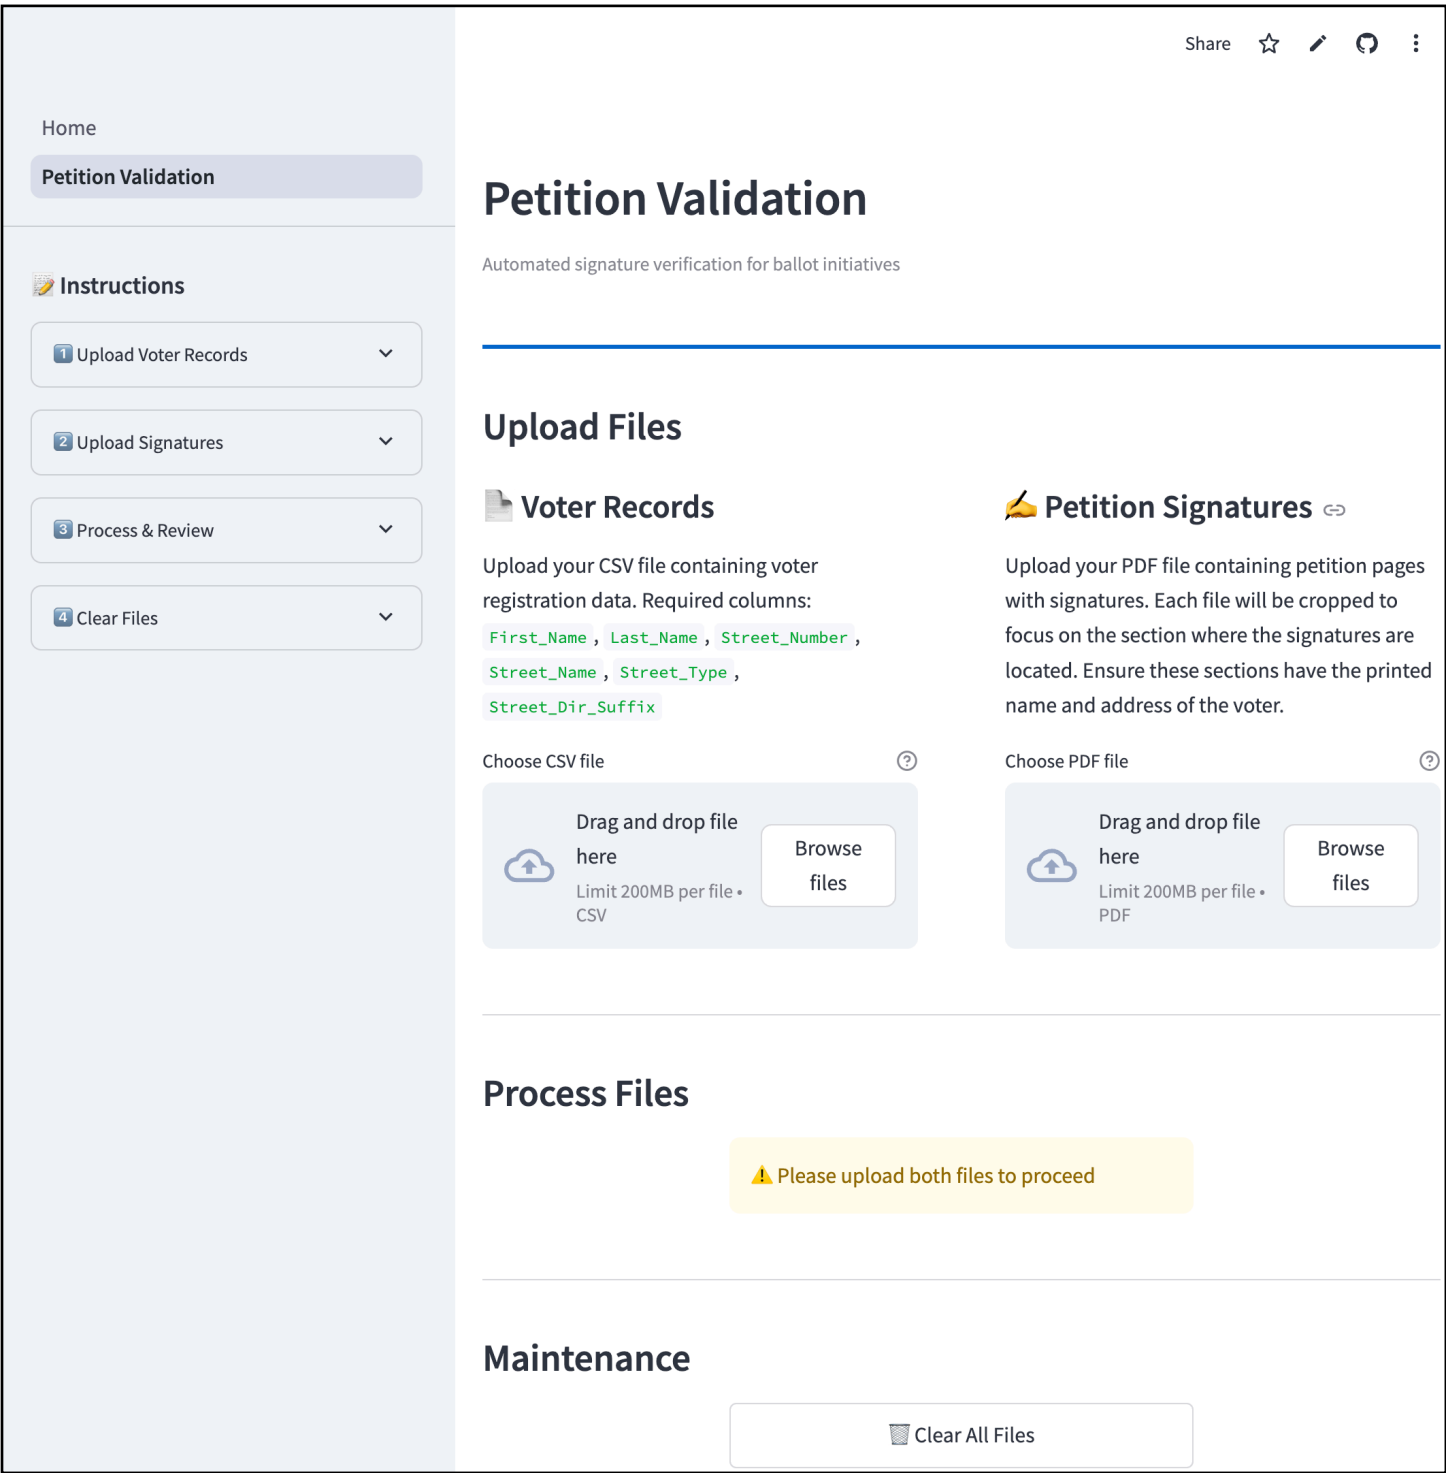 Share
Home
Petition Validation
📝 Instructions
1️⃣ Upload Voter Records
2️⃣ Upload Signatures
3️⃣ Process & Review
4️⃣ Clear Files
Petition Validation
Automated signature verification for ballot initiatives
Upload Files
📄 Voter Records
Upload your CSV file containing voter
registration data. Required columns:
First_Name , Last_Name , Street_Number ,
Street_Name , Street_Type ,
Street_Dir_Suffix
Choose CSV file
Drag and drop file
here
Limit 200MB per file •
CSV
Browse
files
✍️ Petition Signatures
Upload your PDF file containing petition pages
with signatures. Each file will be cropped to
focus on the section where the signatures are
located. Ensure these sections have the printed
name and address of the voter.
Choose PDF file
Drag and drop file
here
Limit 200MB per file •
PDF
Browse
files
Process Files
⚠️ Please upload both files to proceed
Maintenance
🗑️ Clear All Files